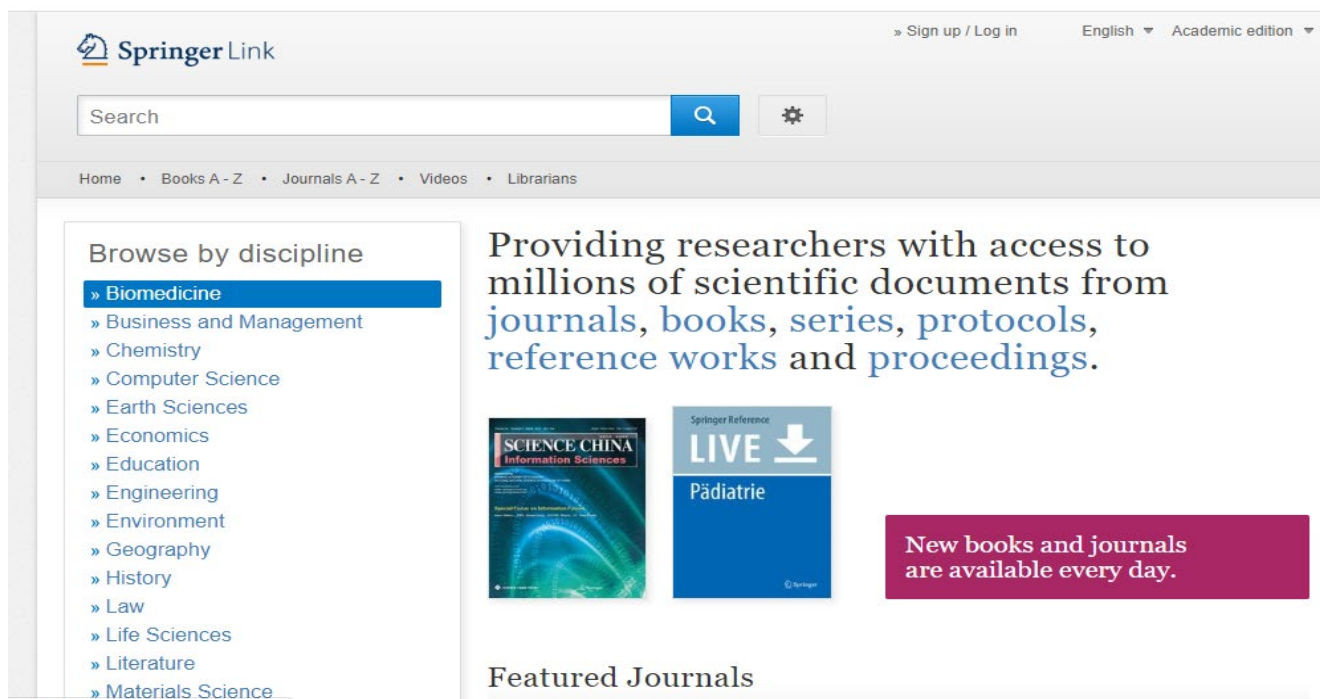 » Sign up / Log in English Academic edition
Springer Link
Search
Home • Books A - Z • Journals A - Z • Videos • Librarians
Browse by discipline
» Biomedicine
» Business and Management
» Chemistry
» Computer Science
» Earth Sciences
» Economics
» Education
» Engineering
» Environment
» Geography
» History
» Law
» Life Sciences
» Literature
» Materials Science
Providing researchers with access to
millions of scientific documents from
journals, books, series, protocols,
reference works and proceedings.
SCIENCE CHINA
Information Sciences
Springer Reference
LIVE
Pädiatrie
Springer
New books and journals
are available every day.
Featured Journals